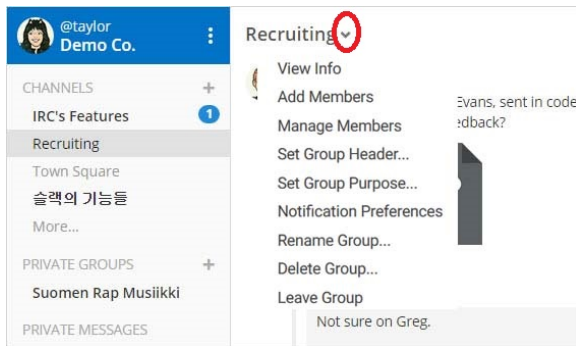 @taylor
Demo Co.
CHANNELS
IRC's Features
1
Recruiting
Town Square
슬랙의 기능들
More...
PRIVATE GROUPS
Suomen Rap Musiikki
PRIVATE MESSAGES
Recruiting
View Info
Add Members
Manage Members
Set Group Header...
Set Group Purpose...
Notification Preferences
Rename Group...
Delete Group...
Leave Group
Evans, sent in code
edback?
Not sure on Greg.